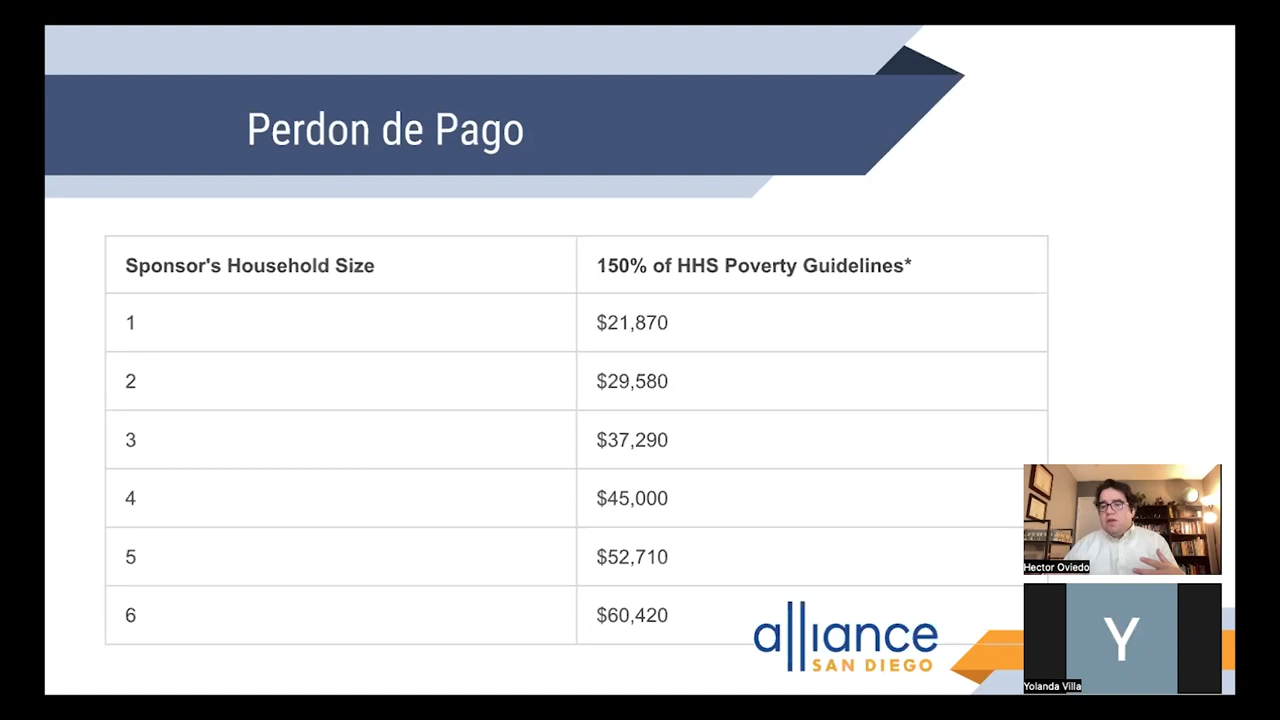 Perdon de Pago
Sponsor's Household Size
150% of HHS Poverty Guidelines*
1
$21,870
2
$29,580
3
$37,290
4
$45,000
5
$52,710
6
$60,420
alliance
SAN DIEGO
Hector Oviedo
Y
Yolanda Villa